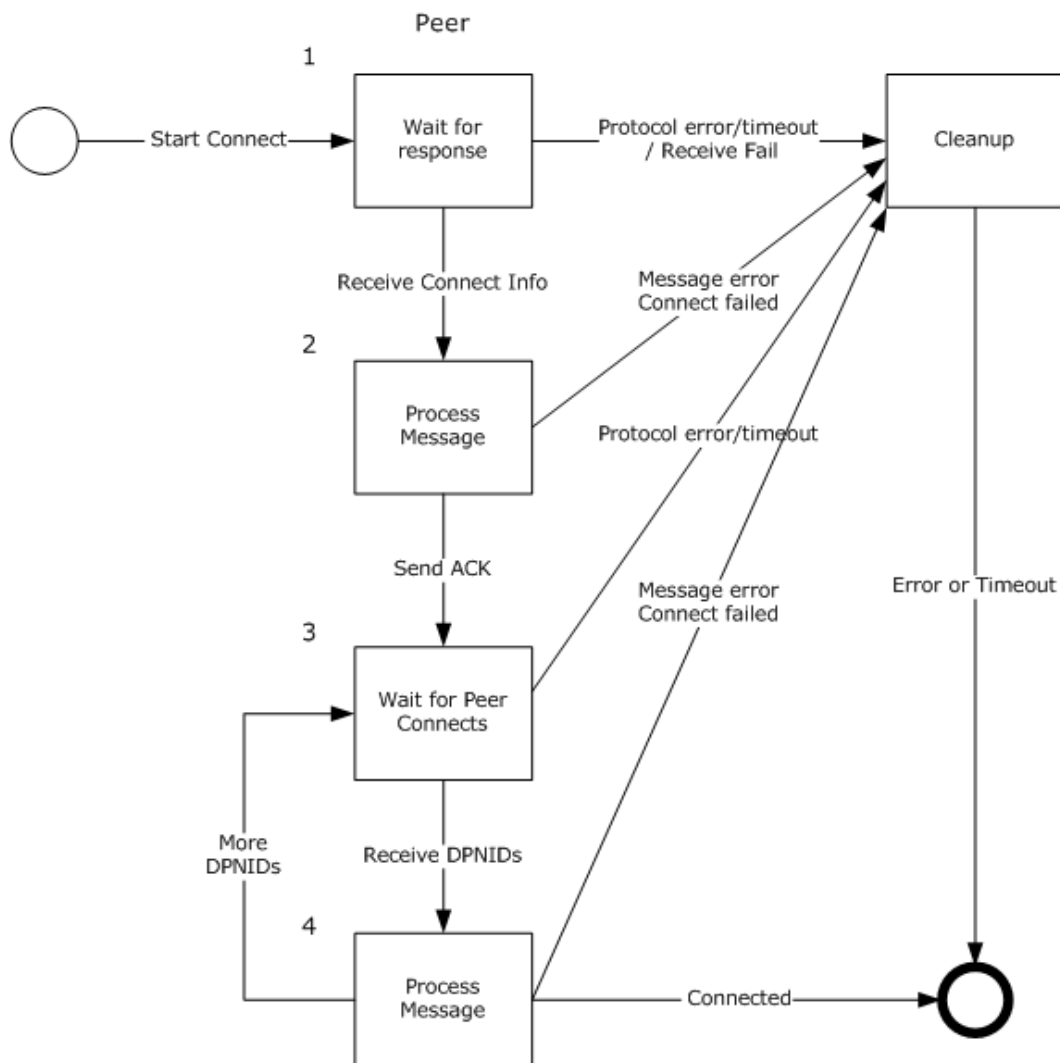 Peer
1
Wait for
response
Start Connect
Protocol error/timeout
/ Receive Fail
Cleanup
Receive Connect Info
Message error
Connect failed
2
Process
Message
Protocol error/timeout
Send ACK
Message error
Connect failed
Error or Timeout
3
Wait for Peer
Connects
More
DPNIDs
Receive DPNIDs
4
Process
Message
Connected